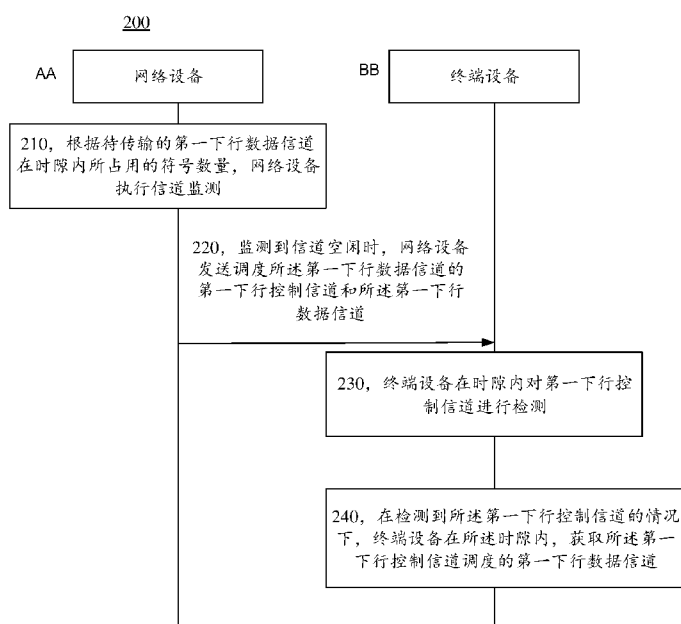 200
AA
网络设备
BB
终端设备
210，根据待传输的第一下行数据信道
在时隙内所占用的符号数量，网络设备
执行信道监测
220，监测到信道空闲时，网络设备
发送调度所述第一下行数据信道的
第一下行控制信道和所述第一下行
数据信道
230，终端设备在时隙内对第一下行控
制信道进行检测
240，在检测到所述第一下行控制信道的情况
下，终端设备在所述时隙内，获取所述第一
下行控制信道调度的第一下行数据信道